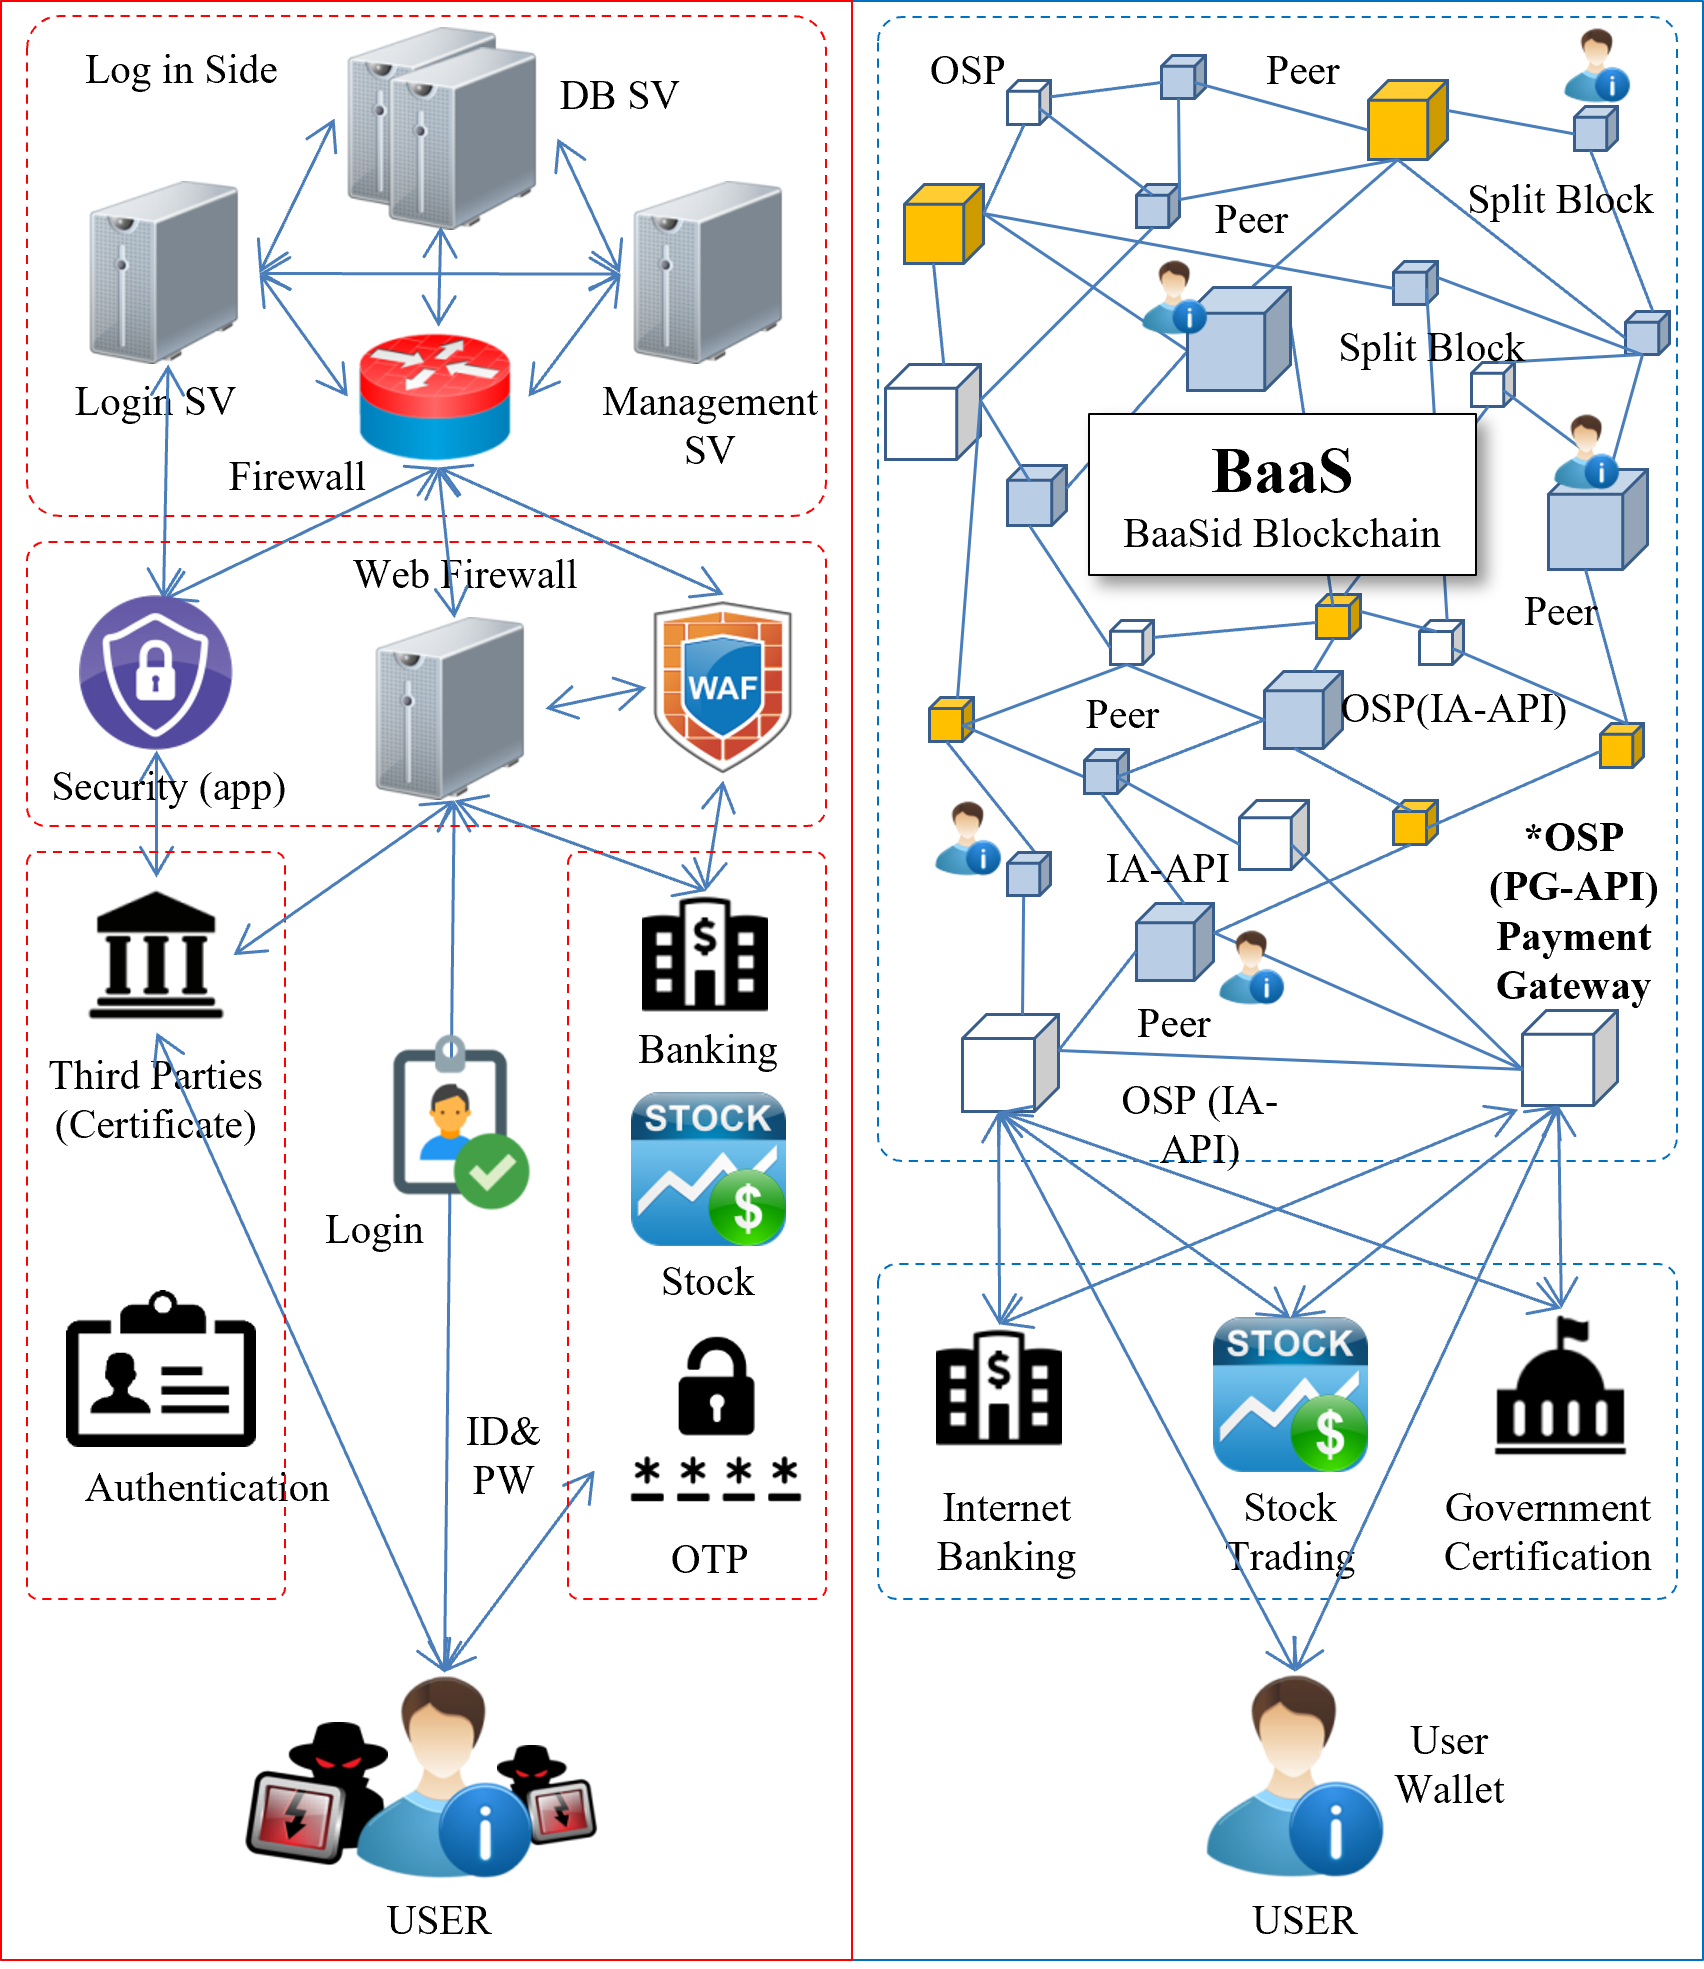 Log in Side
DB SV
Login SV
Management
SV
Firewall
Web Firewall
WAF
Security (app)
Third Parties
(Certificate)
Banking
STOCK
$
Stock
Login
Authentication
ID&
PW
* * * *
OTP
USER
OSP
Peer
Split Block
Peer
Split Block
BaaS
BaaSid Blockchain
Peer
OSP(IA-API)
Peer
IA-API
*OSP
(PG-API)
Payment
Gateway
Peer
OSP (IA-
API)
STOCK
$
Internet
Banking
Stock
Trading
Government
Certification
User
Wallet
USER